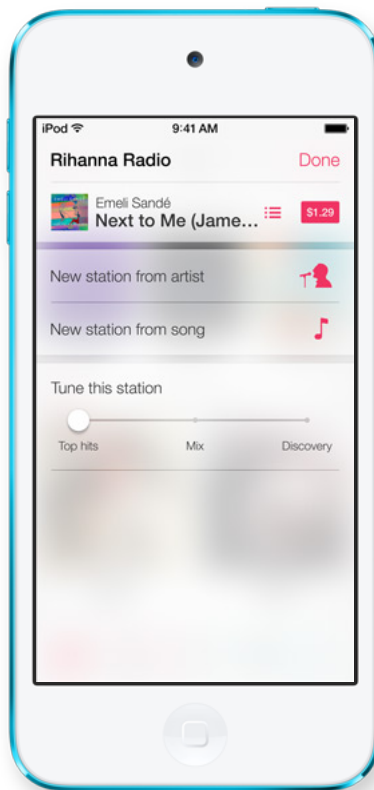 iPod 9:41 AM
Rihanna Radio Done
Emeli Sandé
Next to Me (Jame... $1.29
New station from artist
New station from song
Tune this station
Top hits Mix Discovery